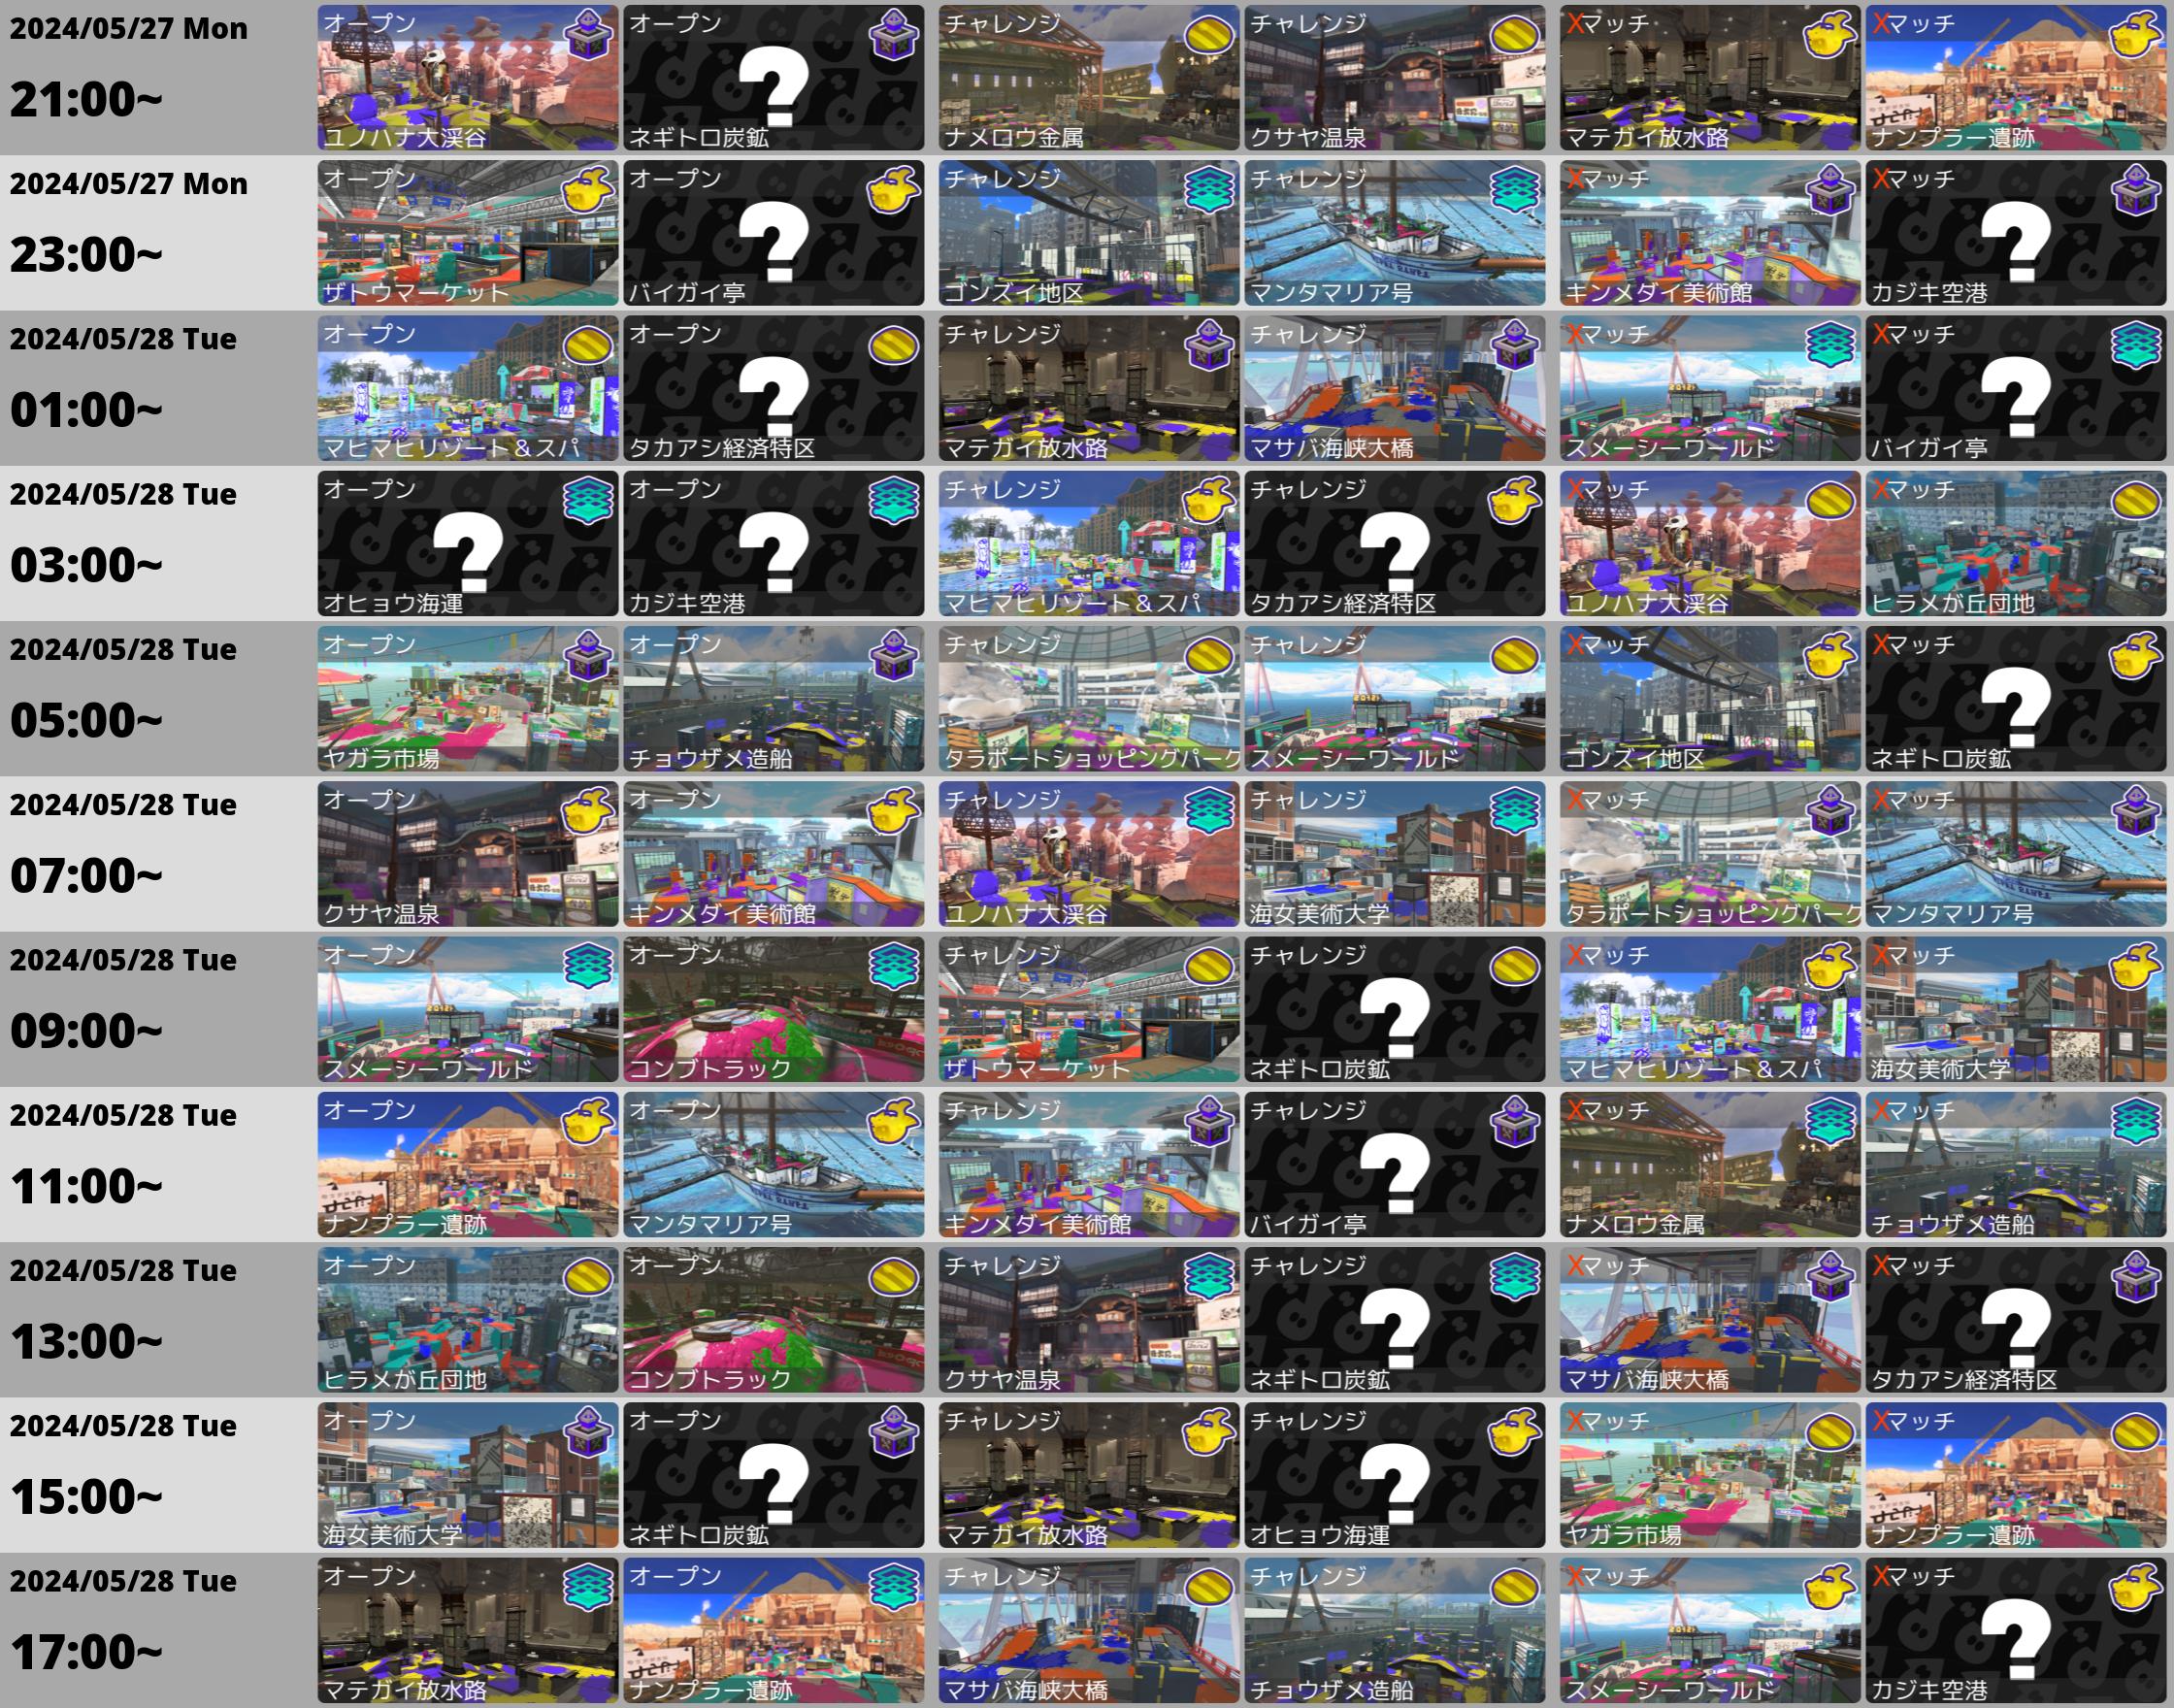 2024/05/27 Mon
21:00~
オープン
ユノハナ大渓谷
オープン
ネギトロ炭鉱
チャレンジ
ナメロウ金属
チャレンジ
クサヤ温泉
Xマッチ
マテガイ放水路
Xマッチ
ナンプラー遺跡
2024/05/27 Mon
23:00~
オープン
ザトウマーケット
オープン
バイガイ亭
チャレンジ
ゴンズイ地区
チャレンジ
マンタマリア号
Xマッチ
キンメダイ美術館
Xマッチ
カジキ空港
2024/05/28 Tue
01:00~
オープン
マヒマヒリゾート&スパ
オープン
タカアシ経済特区
チャレンジ
マテガイ放水路
チャレンジ
マサバ海峡大橋
Xマッチ
スメーシーワールド
Xマッチ
バイガイ亭
2024/05/28 Tue
03:00~
オープン
オヒョウ海運
オープン
カジキ空港
チャレンジ
マヒマヒリゾート&スパ
チャレンジ
タカアシ経済特区
Xマッチ
ユノハナ大渓谷
Xマッチ
ヒラメが丘団地
2024/05/28 Tue
05:00~
オープン
ヤガラ市場
オープン
チョウザメ造船
チャレンジ
タラポートショッピングパーク
チャレンジ
スメーシーワールド
Xマッチ
ゴンズイ地区
Xマッチ
ネギトロ炭鉱
2024/05/28 Tue
07:00~
オープン
クサヤ温泉
オープン
キンメダイ美術館
チャレンジ
ユノハナ大渓谷
チャレンジ
海女美術大学
Xマッチ
タラポートショッピングパーク
Xマッチ
マンタマリア号
2024/05/28 Tue
09:00~
オープン
スメーシーワールド
オープン
コンブトラック
チャレンジ
ザトウマーケット
チャレンジ
ネギトロ炭鉱
Xマッチ
マヒマヒリゾート&スパ
Xマッチ
海女美術大学
2024/05/28 Tue
11:00~
オープン
ナンプラー遺跡
オープン
マンタマリア号
チャレンジ
キンメダイ美術館
チャレンジ
バイガイ亭
Xマッチ
ナメロウ金属
Xマッチ
チョウザメ造船
2024/05/28 Tue
13:00~
オープン
ヒラメが丘団地
オープン
コンブトラック
チャレンジ
クサヤ温泉
チャレンジ
ネギトロ炭鉱
Xマッチ
マサバ海峡大橋
Xマッチ
タカアシ経済特区
2024/05/28 Tue
15:00~
オープン
海女美術大学
オープン
ネギトロ炭鉱
チャレンジ
マテガイ放水路
チャレンジ
オヒョウ海運
Xマッチ
ヤガラ市場
Xマッチ
ナンプラー遺跡
2024/05/28 Tue
17:00~
オープン
マテガイ放水路
オープン
ナンプラー遺跡
チャレンジ
マサバ海峡大橋
チャレンジ
チョウザメ造船
Xマッチ
スメーシーワールド
Xマッチ
カジキ空港